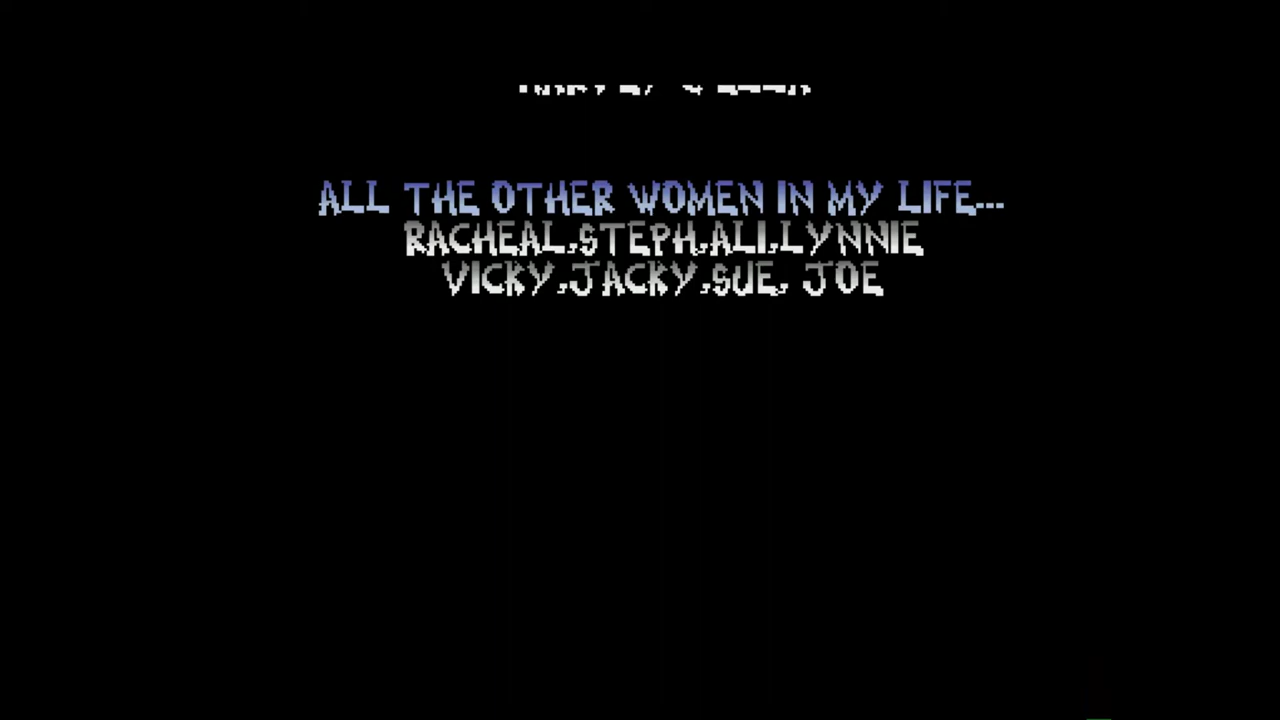 ALL THE OTHER WOMEN IN MY LIFE...
RACHEAL,STEPH,ALI,LYNNIE
VICKY,JACKY,SUE, JOE